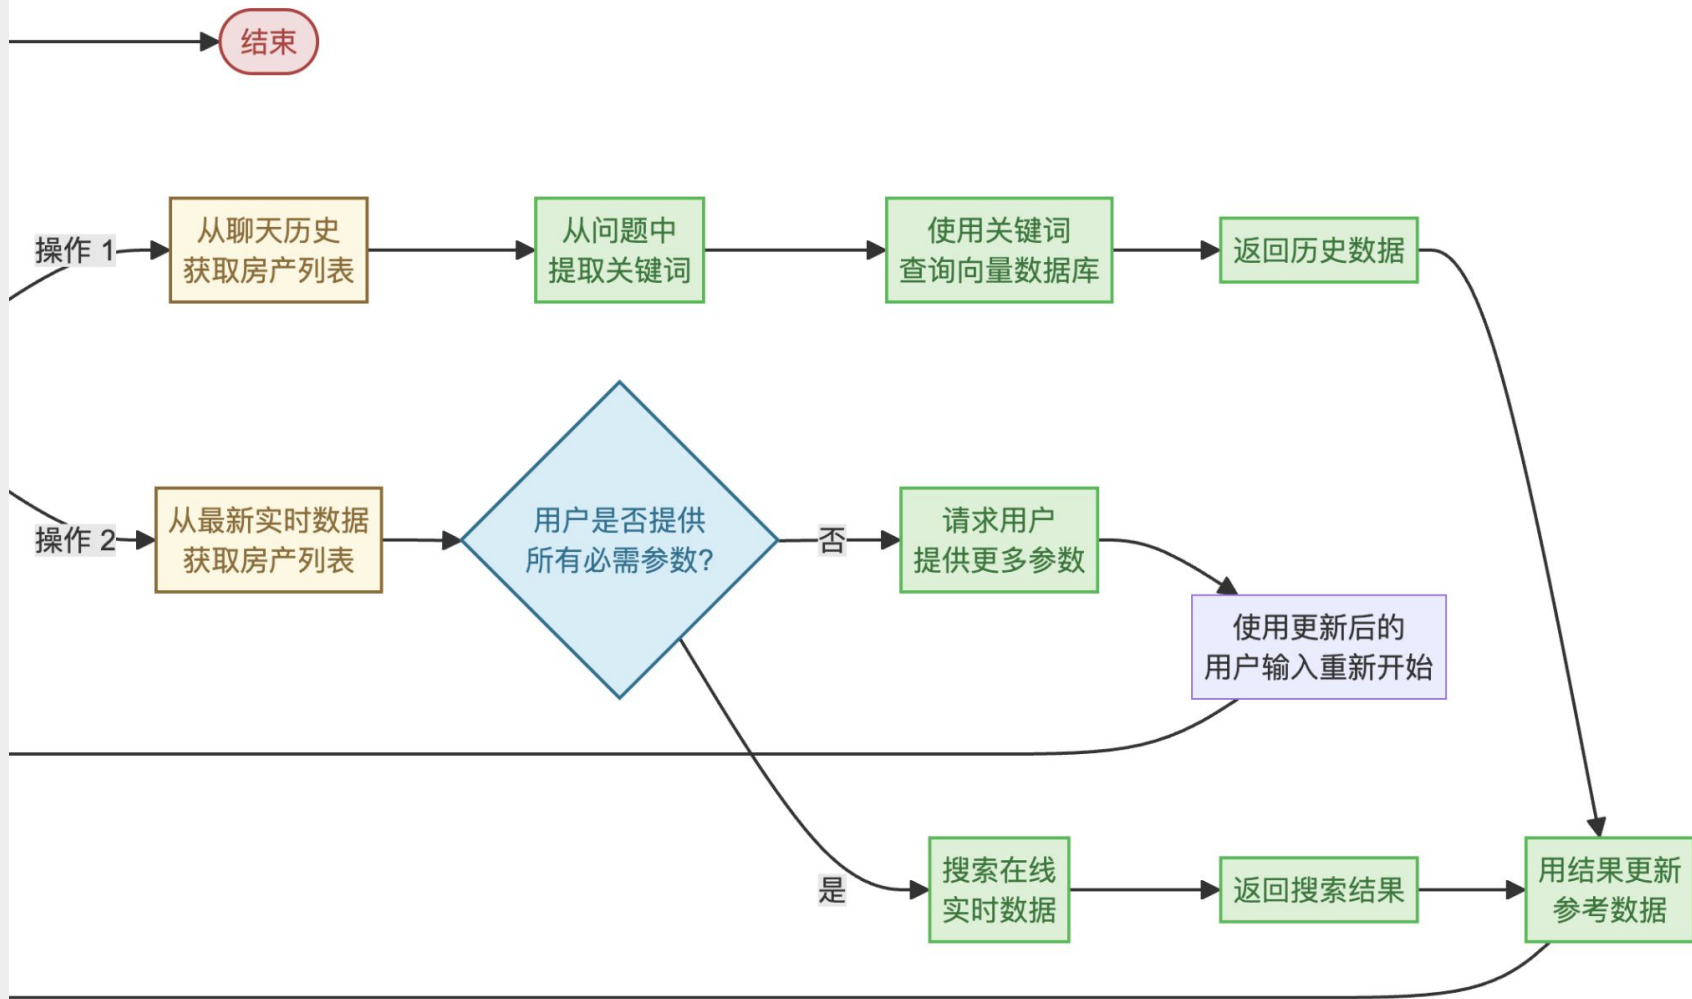 结束
操作 1
从聊天历史
获取房产列表
从问题中
提取关键词
使用关键词
查询向量数据库
返回历史数据
操作 2
从最新实时数据
获取房产列表
用户是否提供
所有必需参数?
否
请求用户
提供更多参数
使用更新后的
用户输入重新开始
是
搜索在线
实时数据
返回搜索结果
用结果更新
参考数据